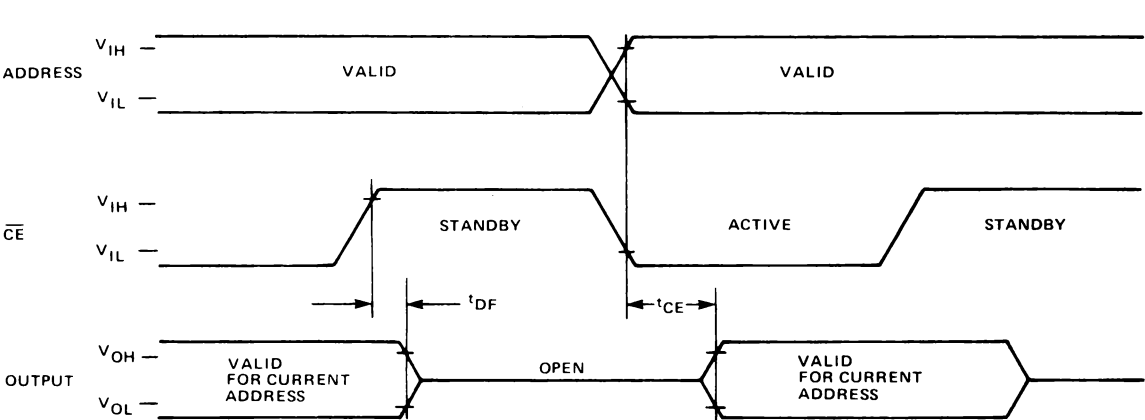 V_IH
ADDRESS VALID VALID
V_IL
V_IH
C̅E̅ STANDBY ACTIVE STANDBY
V_IL
t_DF t_CE
V_OH
OUTPUT
VALID
FOR CURRENT
ADDRESS
OPEN
VALID
FOR CURRENT
ADDRESS
V_OL